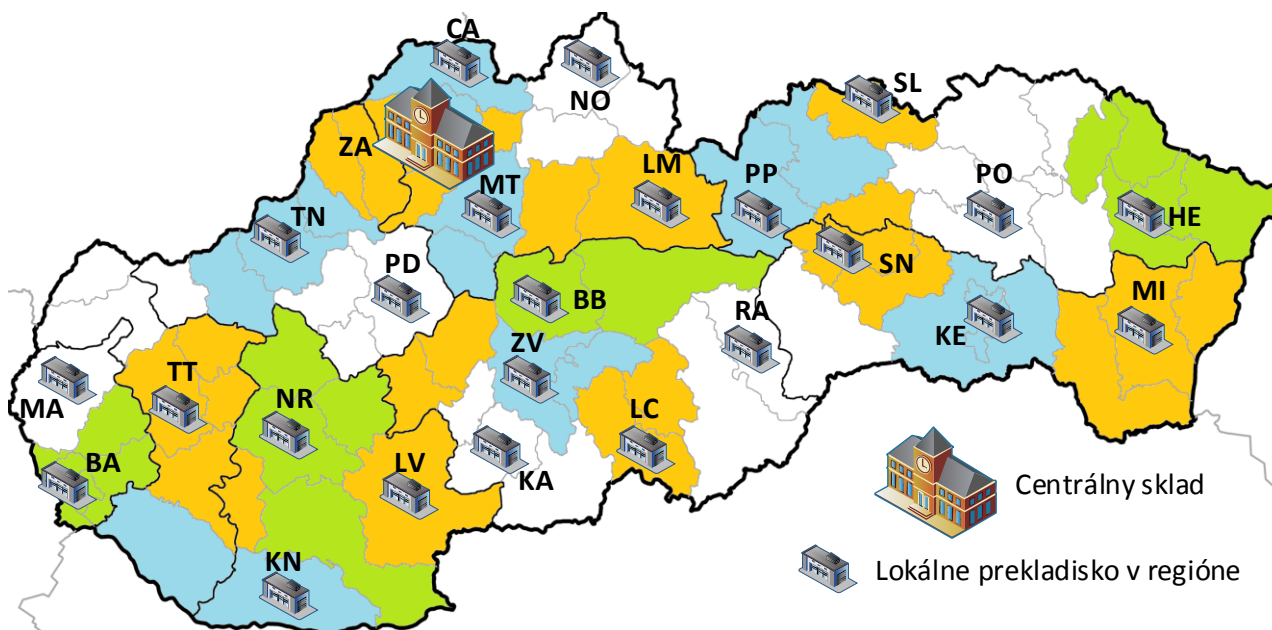 CA
NO
SL
ZA
LM
MT
PP
PO
TN
HE
PD
SN
BB
MI
RA
KE
ZV
TT
MA
NR
LC
BA
LV
KA
Centrálny sklad
KN
Lokálne prekladisko v regióne